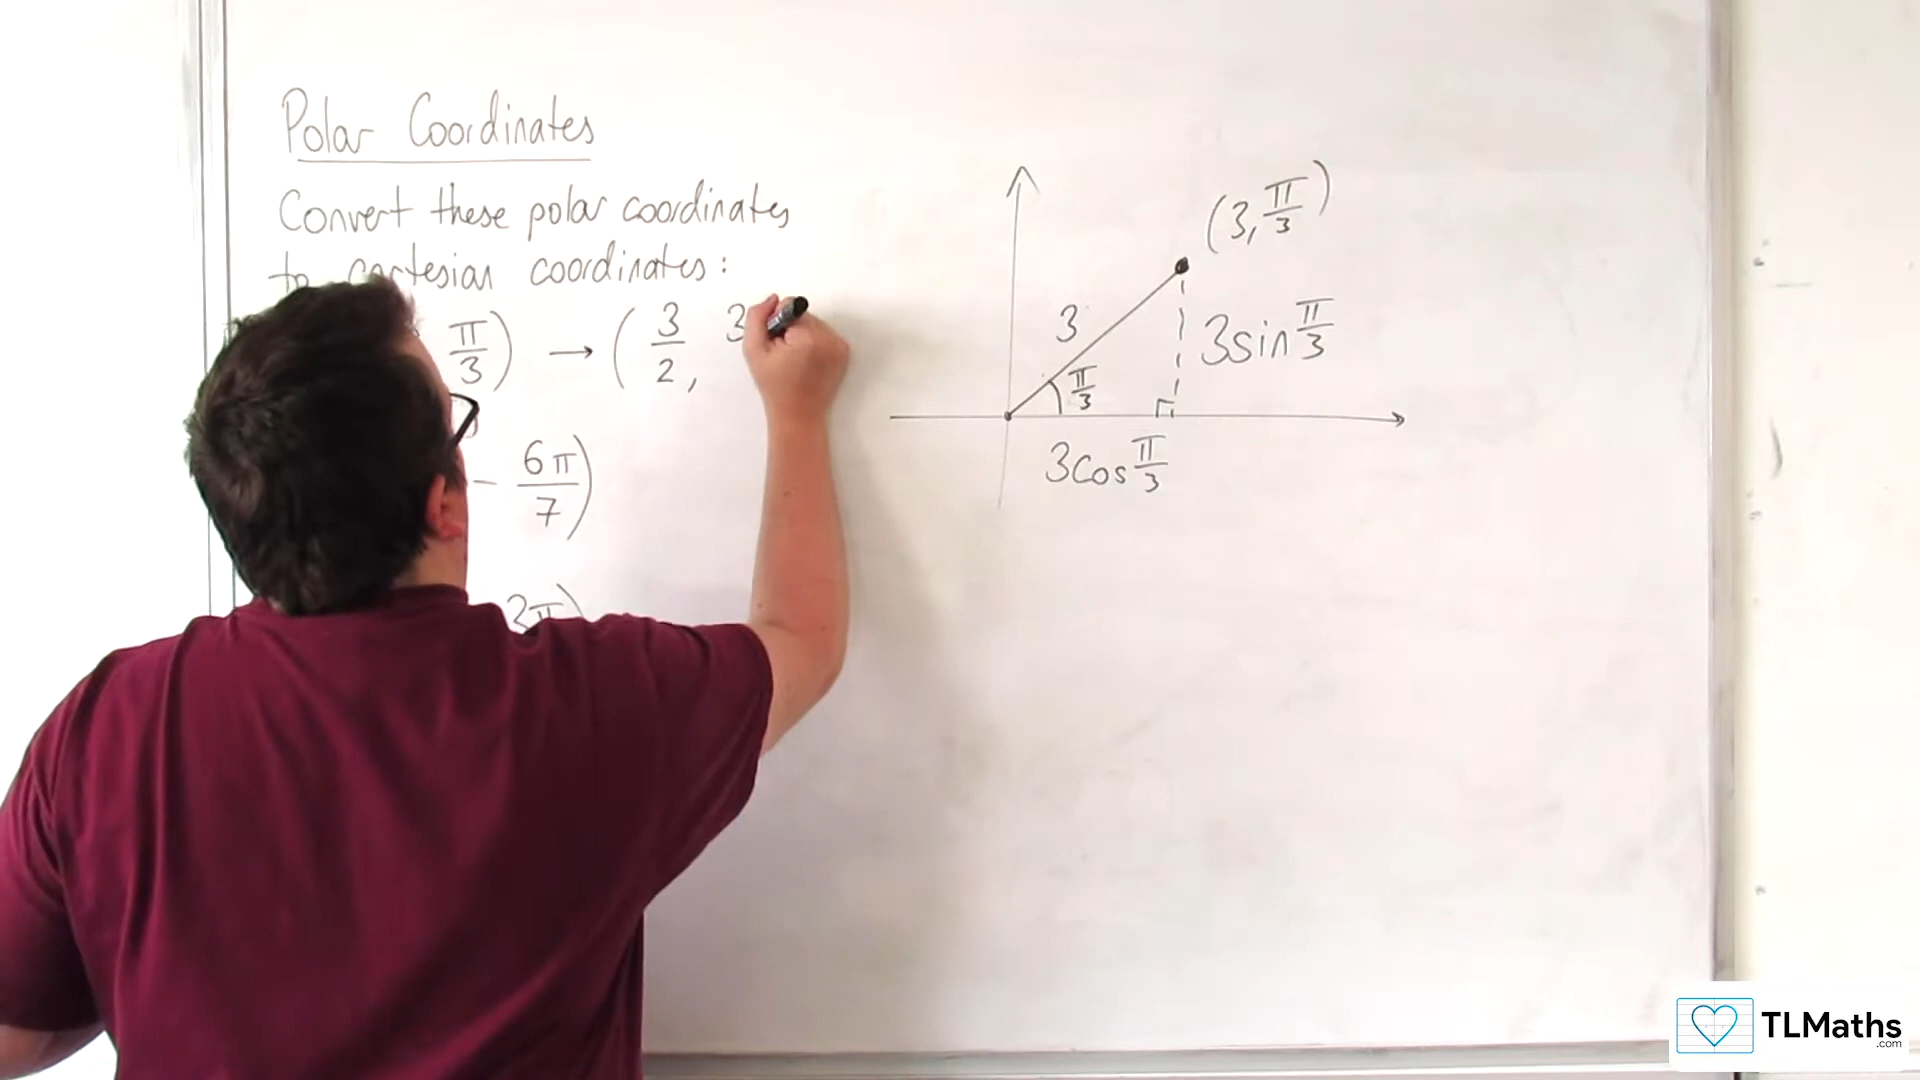 Polar Coordinates
Convert these polar coordinates
cartesian coordinates:
π/3) → (3/2, 3
- 6π/7)
(3, π/3)
3
π/3
3sin π/3
3cos π/3
TLMaths
.com